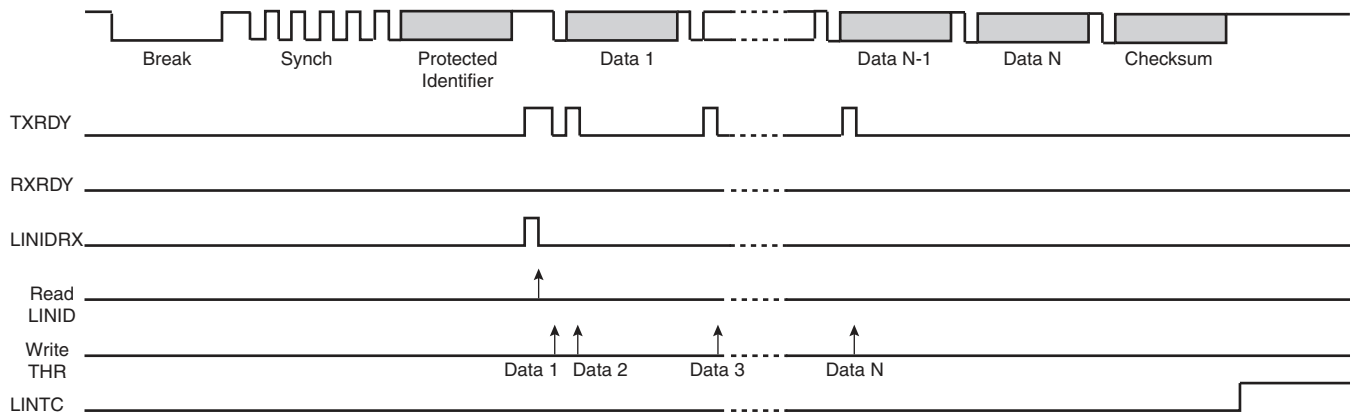 Break
Synch
Protected
Identifier
Data 1
Data N-1
Data N
Checksum
TXRDY
RXRDY
LINIDRX
Read
LINID
Write
THR
Data 1
Data 2
Data 3
Data N
LINTC